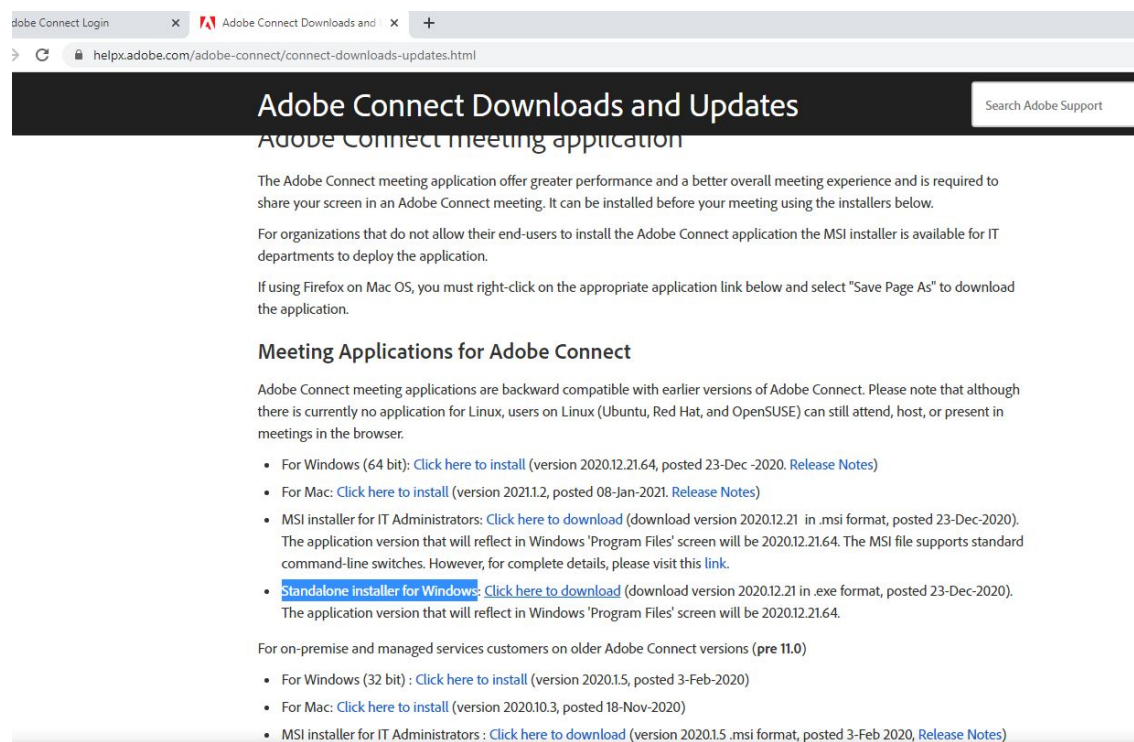 dobe Connect Login
Adobe Connect Downloads and
helpx.adobe.com/adobe-connect/connect-downloads-updates.html
Adobe Connect Downloads and Updates
Search Adobe Support
Adobe Connect meeting application
The Adobe Connect meeting application offer greater performance and a better overall meeting experience and is required to
share your screen in an Adobe Connect meeting. It can be installed before your meeting using the installers below.
For organizations that do not allow their end-users to install the Adobe Connect application the MSI installer is available for IT
departments to deploy the application.
If using Firefox on Mac OS, you must right-click on the appropriate application link below and select "Save Page As" to download
the application.
Meeting Applications for Adobe Connect
Adobe Connect meeting applications are backward compatible with earlier versions of Adobe Connect. Please note that although
there is currently no application for Linux, users on Linux (Ubuntu, Red Hat, and OpenSUSE) can still attend, host, or present in
meetings in the browser.
• For Windows (64 bit): Click here to install (version 2020.12.21.64, posted 23-Dec -2020. Release Notes)
• For Mac: Click here to install (version 2021.1.2, posted 08-Jan-2021. Release Notes)
• MSI installer for IT Administrators: Click here to download (download version 2020.12.21 in .msi format, posted 23-Dec-2020).
The application version that will reflect in Windows 'Program Files' screen will be 2020.12.21.64. The MSI file supports standard
command-line switches. However, for complete details, please visit this link.
• Standalone installer for Windows: Click here to download (download version 2020.12.21 in .exe format, posted 23-Dec-2020).
The application version that will reflect in Windows 'Program Files' screen will be 2020.12.21.64.
For on-premise and managed services customers on older Adobe Connect versions (pre 11.0)
• For Windows (32 bit) : Click here to install (version 2020.1.5, posted 3-Feb-2020)
• For Mac: Click here to install (version 2020.10.3, posted 18-Nov-2020)
• MSI installer for IT Administrators : Click here to download (version 2020.1.5 .msi format, posted 3-Feb 2020, Release Notes)